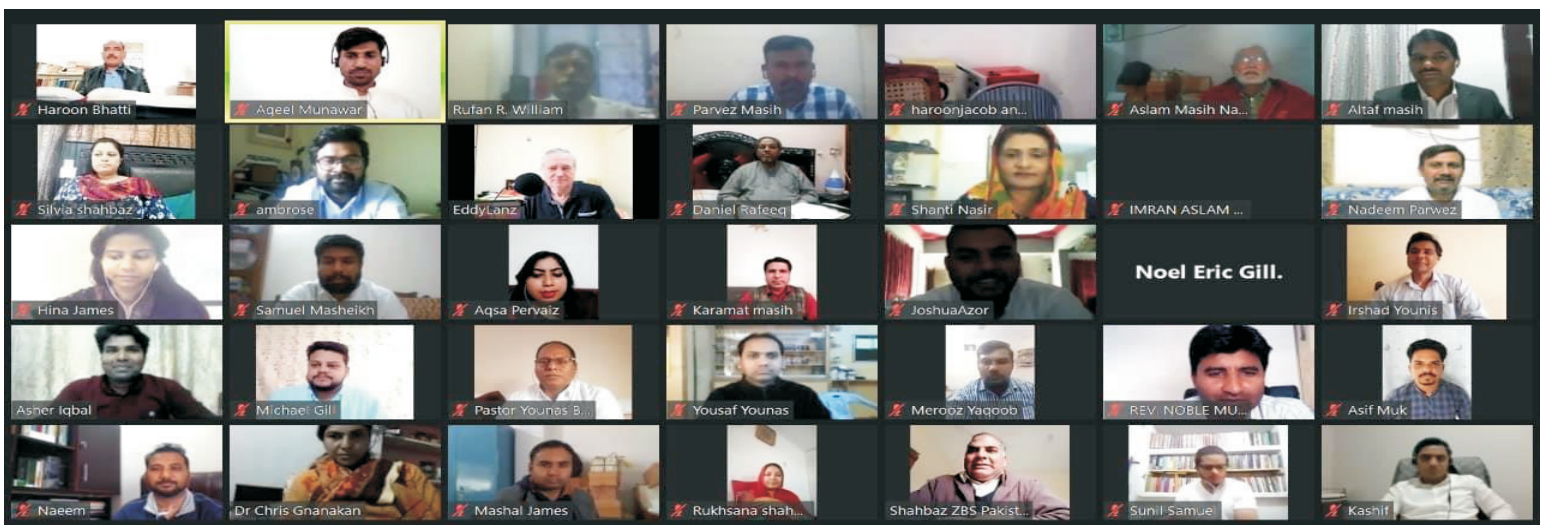 Haroon Bhatti
Aqeel Munawar
Rufan R. William
Parvez Masih
haroonjacob an...
Aslam Masih Na...
Altaf masih
Silvia shahbaz
ambrose
EddyLanz
Daniel Rafeeq
Shanti Nasir
IMRAN ASLAM ...
Nadeem Parwez
Hina James
Samuel Masheikh
Aqsa Pervaiz
Karamat masih
JoshuaAzor
Noel Eric Gill.
Irshad Younis
Asher Iqbal
Michael Gill
Pastor Younas B...
Yousaf Younas
Merooz Yaqoob
REV. NOBLE MU...
Asif Muk
Naeem
Dr Chris Gnanakan
Mashal James
Rukhsana shah...
Shahbaz ZBS Pakist...
Sunil Samuel
Kashif